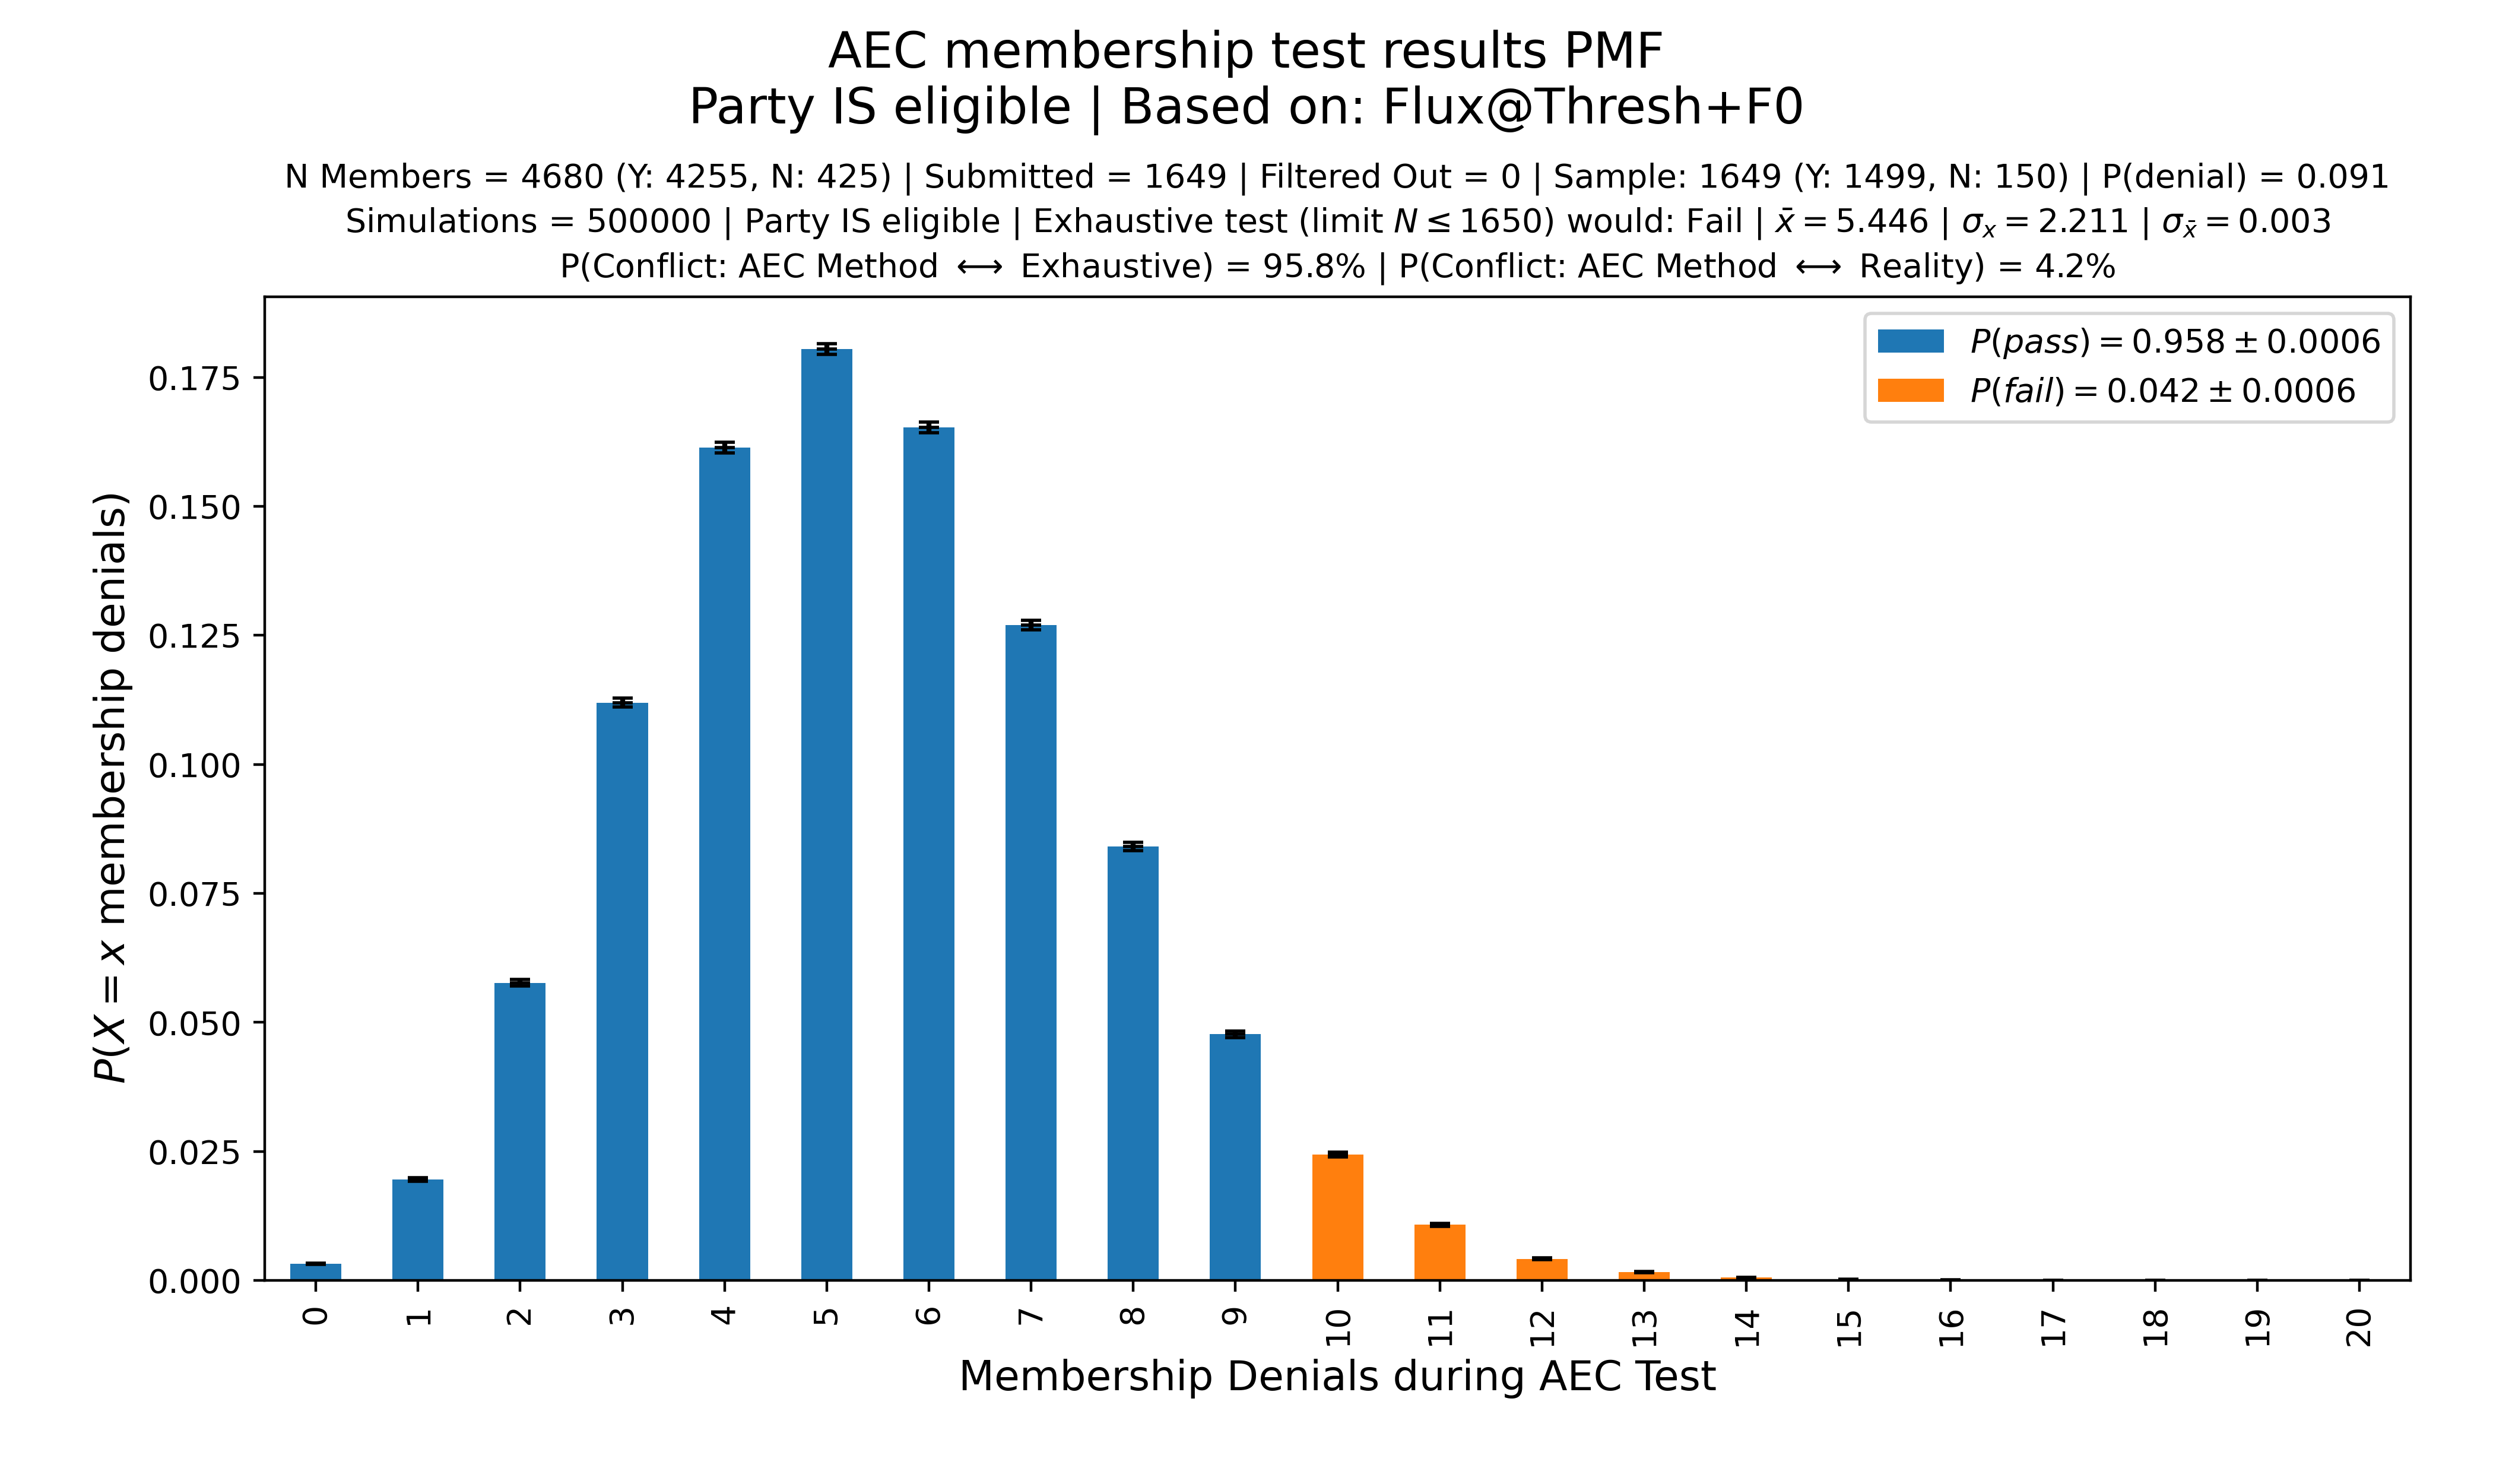 AEC membership test results PMF
Party IS eligible | Based on: Flux@Thresh+F0
N Members = 4680 (Y: 4255, N: 425) | Submitted = 1649 | Filtered Out = 0 | Sample: 1649 (Y: 1499, N: 150) | P(denial) = 0.091
Simulations = 500000 | Party IS eligible | Exhaustive test (limit N ≤ 1650) would: Fail | x̄ = 5.446 | σₓ = 2.211 | σ_x̄ = 0.003
P(Conflict: AEC Method ⟷ Exhaustive) = 95.8% | P(Conflict: AEC Method ⟷ Reality) = 4.2%
P(pass) = 0.958 ± 0.0006
P(fail) = 0.042 ± 0.0006
P(X = x membership denials)
0.175
0.150
0.125
0.100
0.075
0.050
0.025
0.000
0 1 2 3 4 5 6 7 8 9 10 11 12 13 14 15 16 17 18 19 20
Membership Denials during AEC Test